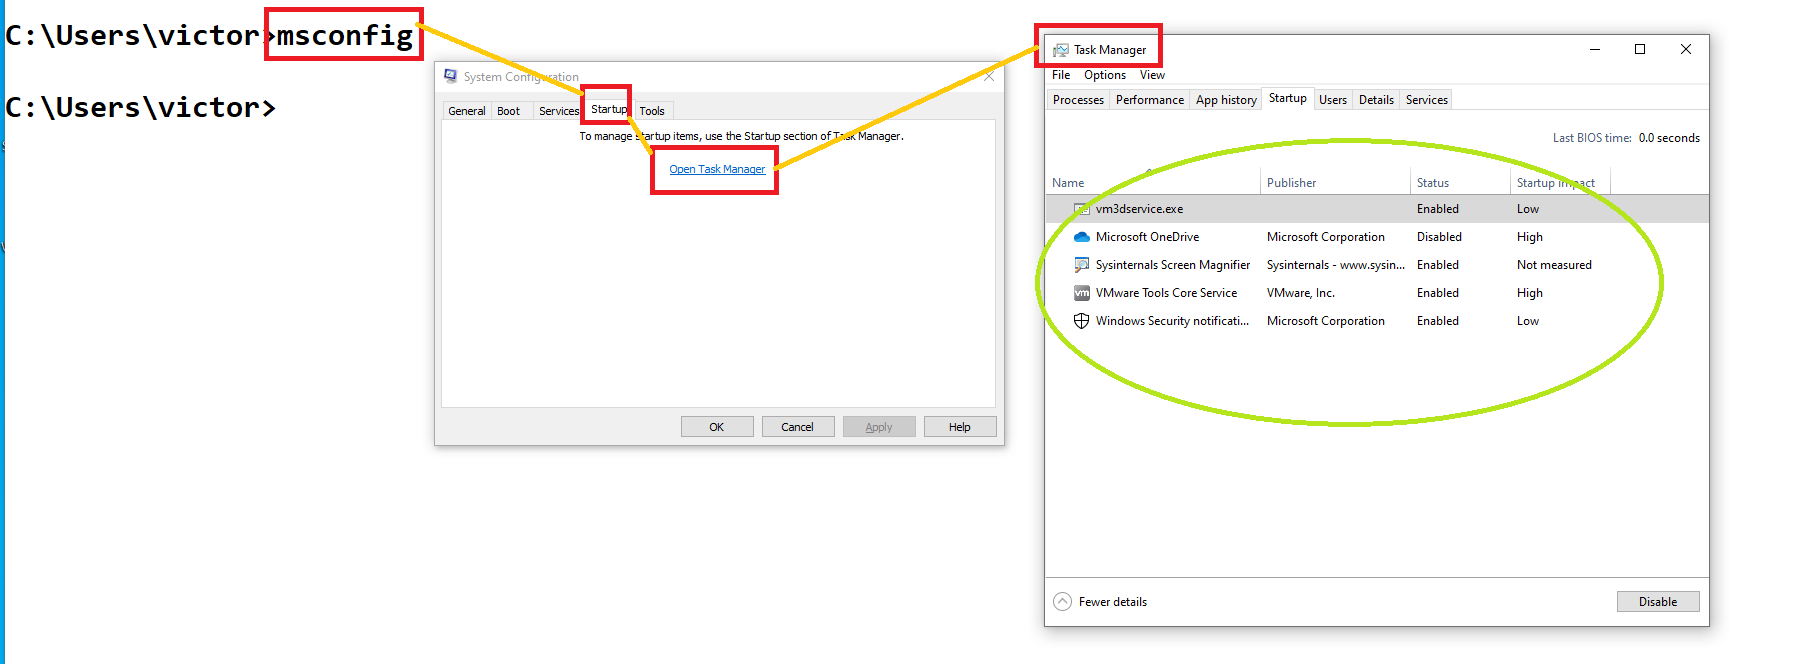 C:\Users\victor>msconfig
C:\Users\victor>
System Configuration
General Boot Services Startup Tools
To manage startup items, use the Startup section of Task Manager.
Open Task Manager
OK Cancel Apply Help
Task Manager
File Options View
Processes Performance App history Startup Users Details Services
Last BIOS time: 0.0 seconds
Name Publisher Status Startup impact
vm3dservice.exe Enabled Low
Microsoft OneDrive Microsoft Corporation Disabled High
Sysinternals Screen Magnifier Sysinternals - www.sysin... Enabled Not measured
vm VMware Tools Core Service VMware, Inc. Enabled High
Windows Security notificati... Microsoft Corporation Enabled Low
Fewer details Disable